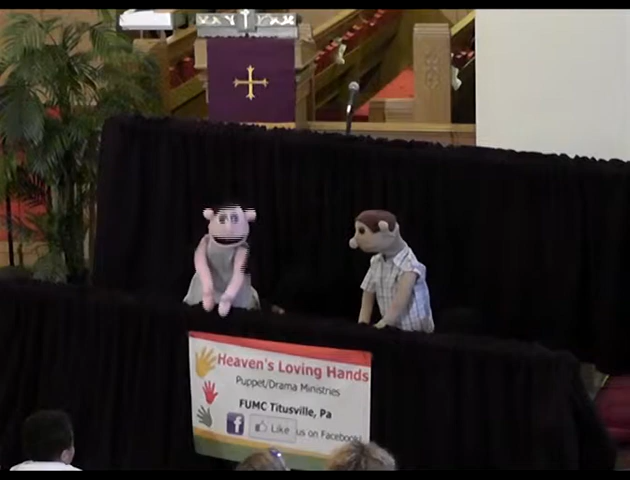 Heaven's Loving Hands
Puppet/Drama Ministries
FUMC Titusville, Pa
f Like us on Facebook!